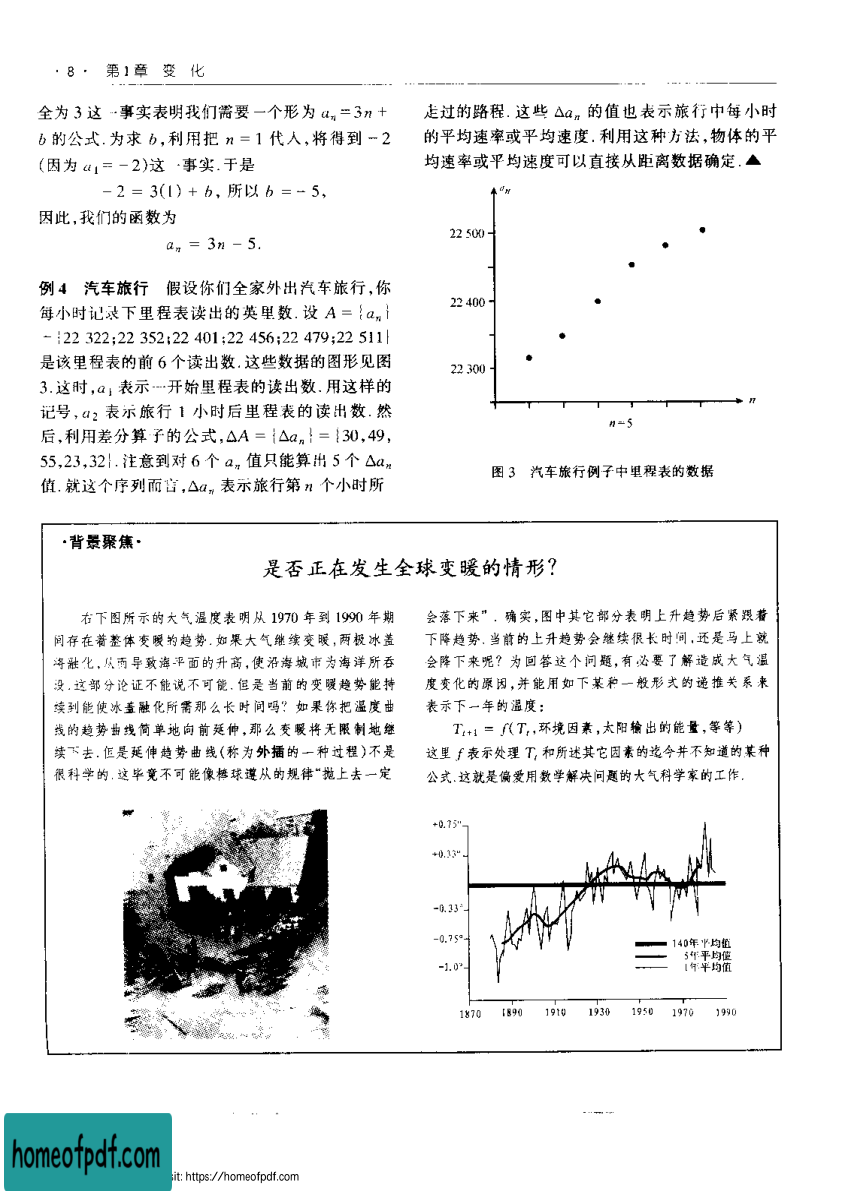 · 8 · 第1章 变 化
全为 3 这一事实表明我们需要一个形为 aₙ = 3n +
b 的公式.为求 b,利用把 n = 1 代入,将得到 - 2
(因为 a₁ = - 2)这一事实.于是
- 2 = 3(1) + b, 所以 b = - 5,
因此,我们的函数为
aₙ = 3n - 5.
例 4 汽车旅行 假设你们全家外出汽车旅行,你
每小时记录下里程表读出的英里数.设 A = {aₙ}
= {22 322;22 352;22 401;22 456;22 479;22 511}
是该里程表的前 6 个读出数.这些数据的图形见图
3.这时,a₁ 表示一开始里程表的读出数.用这样的
记号,a₂ 表示旅行 1 小时后里程表的读出数.然
后,利用差分算子的公式,△A = {△aₙ} = {30,49,
55,23,32}.注意到对 6 个 aₙ 值只能算出 5 个 △aₙ
值.就这个序列而言,△aₙ 表示旅行第 n 个小时所
走过的路程.这些 △aₙ 的值也表示旅行中每小时
的平均速率或平均速度.利用这种方法,物体的平
均速率或平均速度可以直接从距离数据确定.▲
aₙ
22 500
22 400
22 300
n
n=5
图 3 汽车旅行例子中里程表的数据
·背景聚焦·
是否正在发生全球变暖的情形?
右下图所示的大气温度表明从 1970 年到 1990 年期
间存在着整体变暖的趋势.如果大气继续变暖,两极冰盖
将融化,从而导致海平面的升高,使沿海城市为海洋所吞
没.这部分论证不能说不可能.但是当前的变暖趋势能持
续到能使冰盖融化所需那么长时间吗? 如果你把温度曲
线的趋势曲线简单地向前延伸,那么变暖将无限制地继
续下去.但是延伸趋势曲线(称为外插的一种过程)不是
很科学的.这毕竟不可能像棒球遵从的规律“抛上去一定
会落下来”. 确实,图中其它部分表明上升趋势后紧跟着
下降趋势.当前的上升趋势会继续很长时间,还是马上就
会降下来呢? 为回答这个问题,有必要了解造成大气温
度变化的原因,并能用如下某种一般形式的递推关系来
表示下一年的温度:
Tₜ₊₁ = f(Tₜ,环境因素,太阳输出的能量,等等)
这里 f 表示处理 Tₜ 和所述其它因素的迄今并不知道的某种
公式.这就是偏爱用数学解决问题的大气科学家的工作.
+0.75°
+0.33°
-0.33°
-0.75°
-1.0°
140年平均值
5年平均值
1年平均值
1870 1890 1910 1930 1950 1970 1990
homeofpdf.com
sit: https://homeofpdf.com